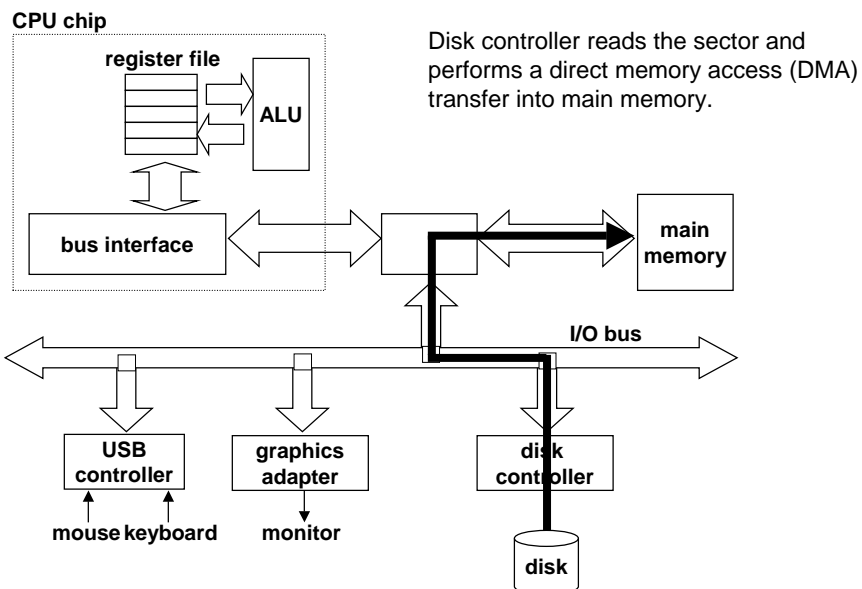 CPU chip
Disk controller reads the sector and
performs a direct memory access (DMA)
transfer into main memory.
register file
ALU
bus interface
main
memory
I/O bus
USB
controller
graphics
adapter
disk
controller
mouse keyboard
monitor
disk